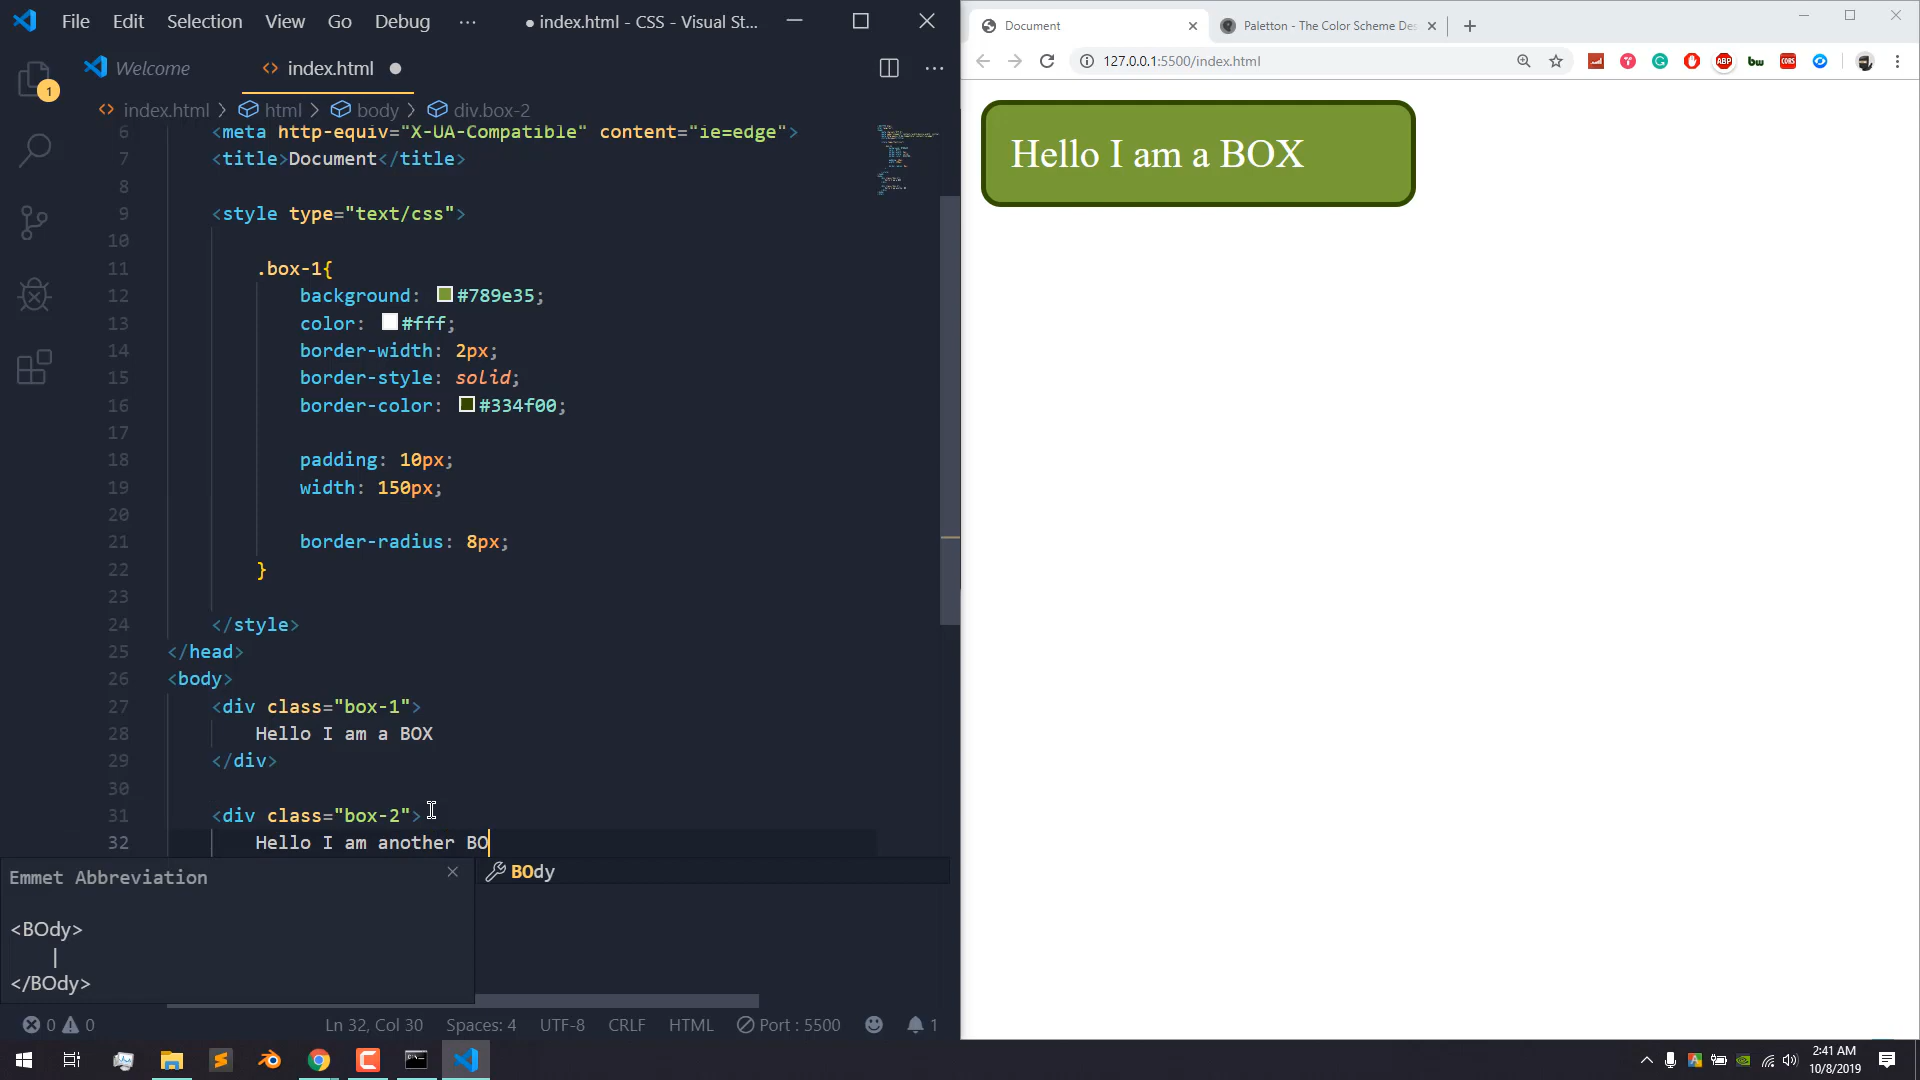 File Edit Selection View Go Debug ··· ● index.html - CSS - Visual St...
Welcome
<> index.html ●
<> index.html > html > body > div.box-2
1
6 <meta http-equiv="X-UA-Compatible" content="ie=edge">
7 <title>Document</title>
8
9 <style type="text/css">
10
11 .box-1{
12 background: #789e35;
13 color: #fff;
14 border-width: 2px;
15 border-style: solid;
16 border-color: #334f00;
17
18 padding: 10px;
19 width: 150px;
20
21 border-radius: 8px;
22 }
23
24 </style>
25 </head>
26 <body>
27 <div class="box-1">
28 Hello I am a BOX
29 </div>
30
31 <div class="box-2">
32 Hello I am another BO
BOdy
Emmet Abbreviation
<BOdy>
|
</BOdy>
0 0 Ln 32, Col 30 Spaces: 4 UTF-8 CRLF HTML Port : 5500 1
Document
Paletton - The Color Scheme Des
127.0.0.1:5500/index.html
ABP
bw
CORS
Hello I am a BOX
2:41 AM
10/8/2019